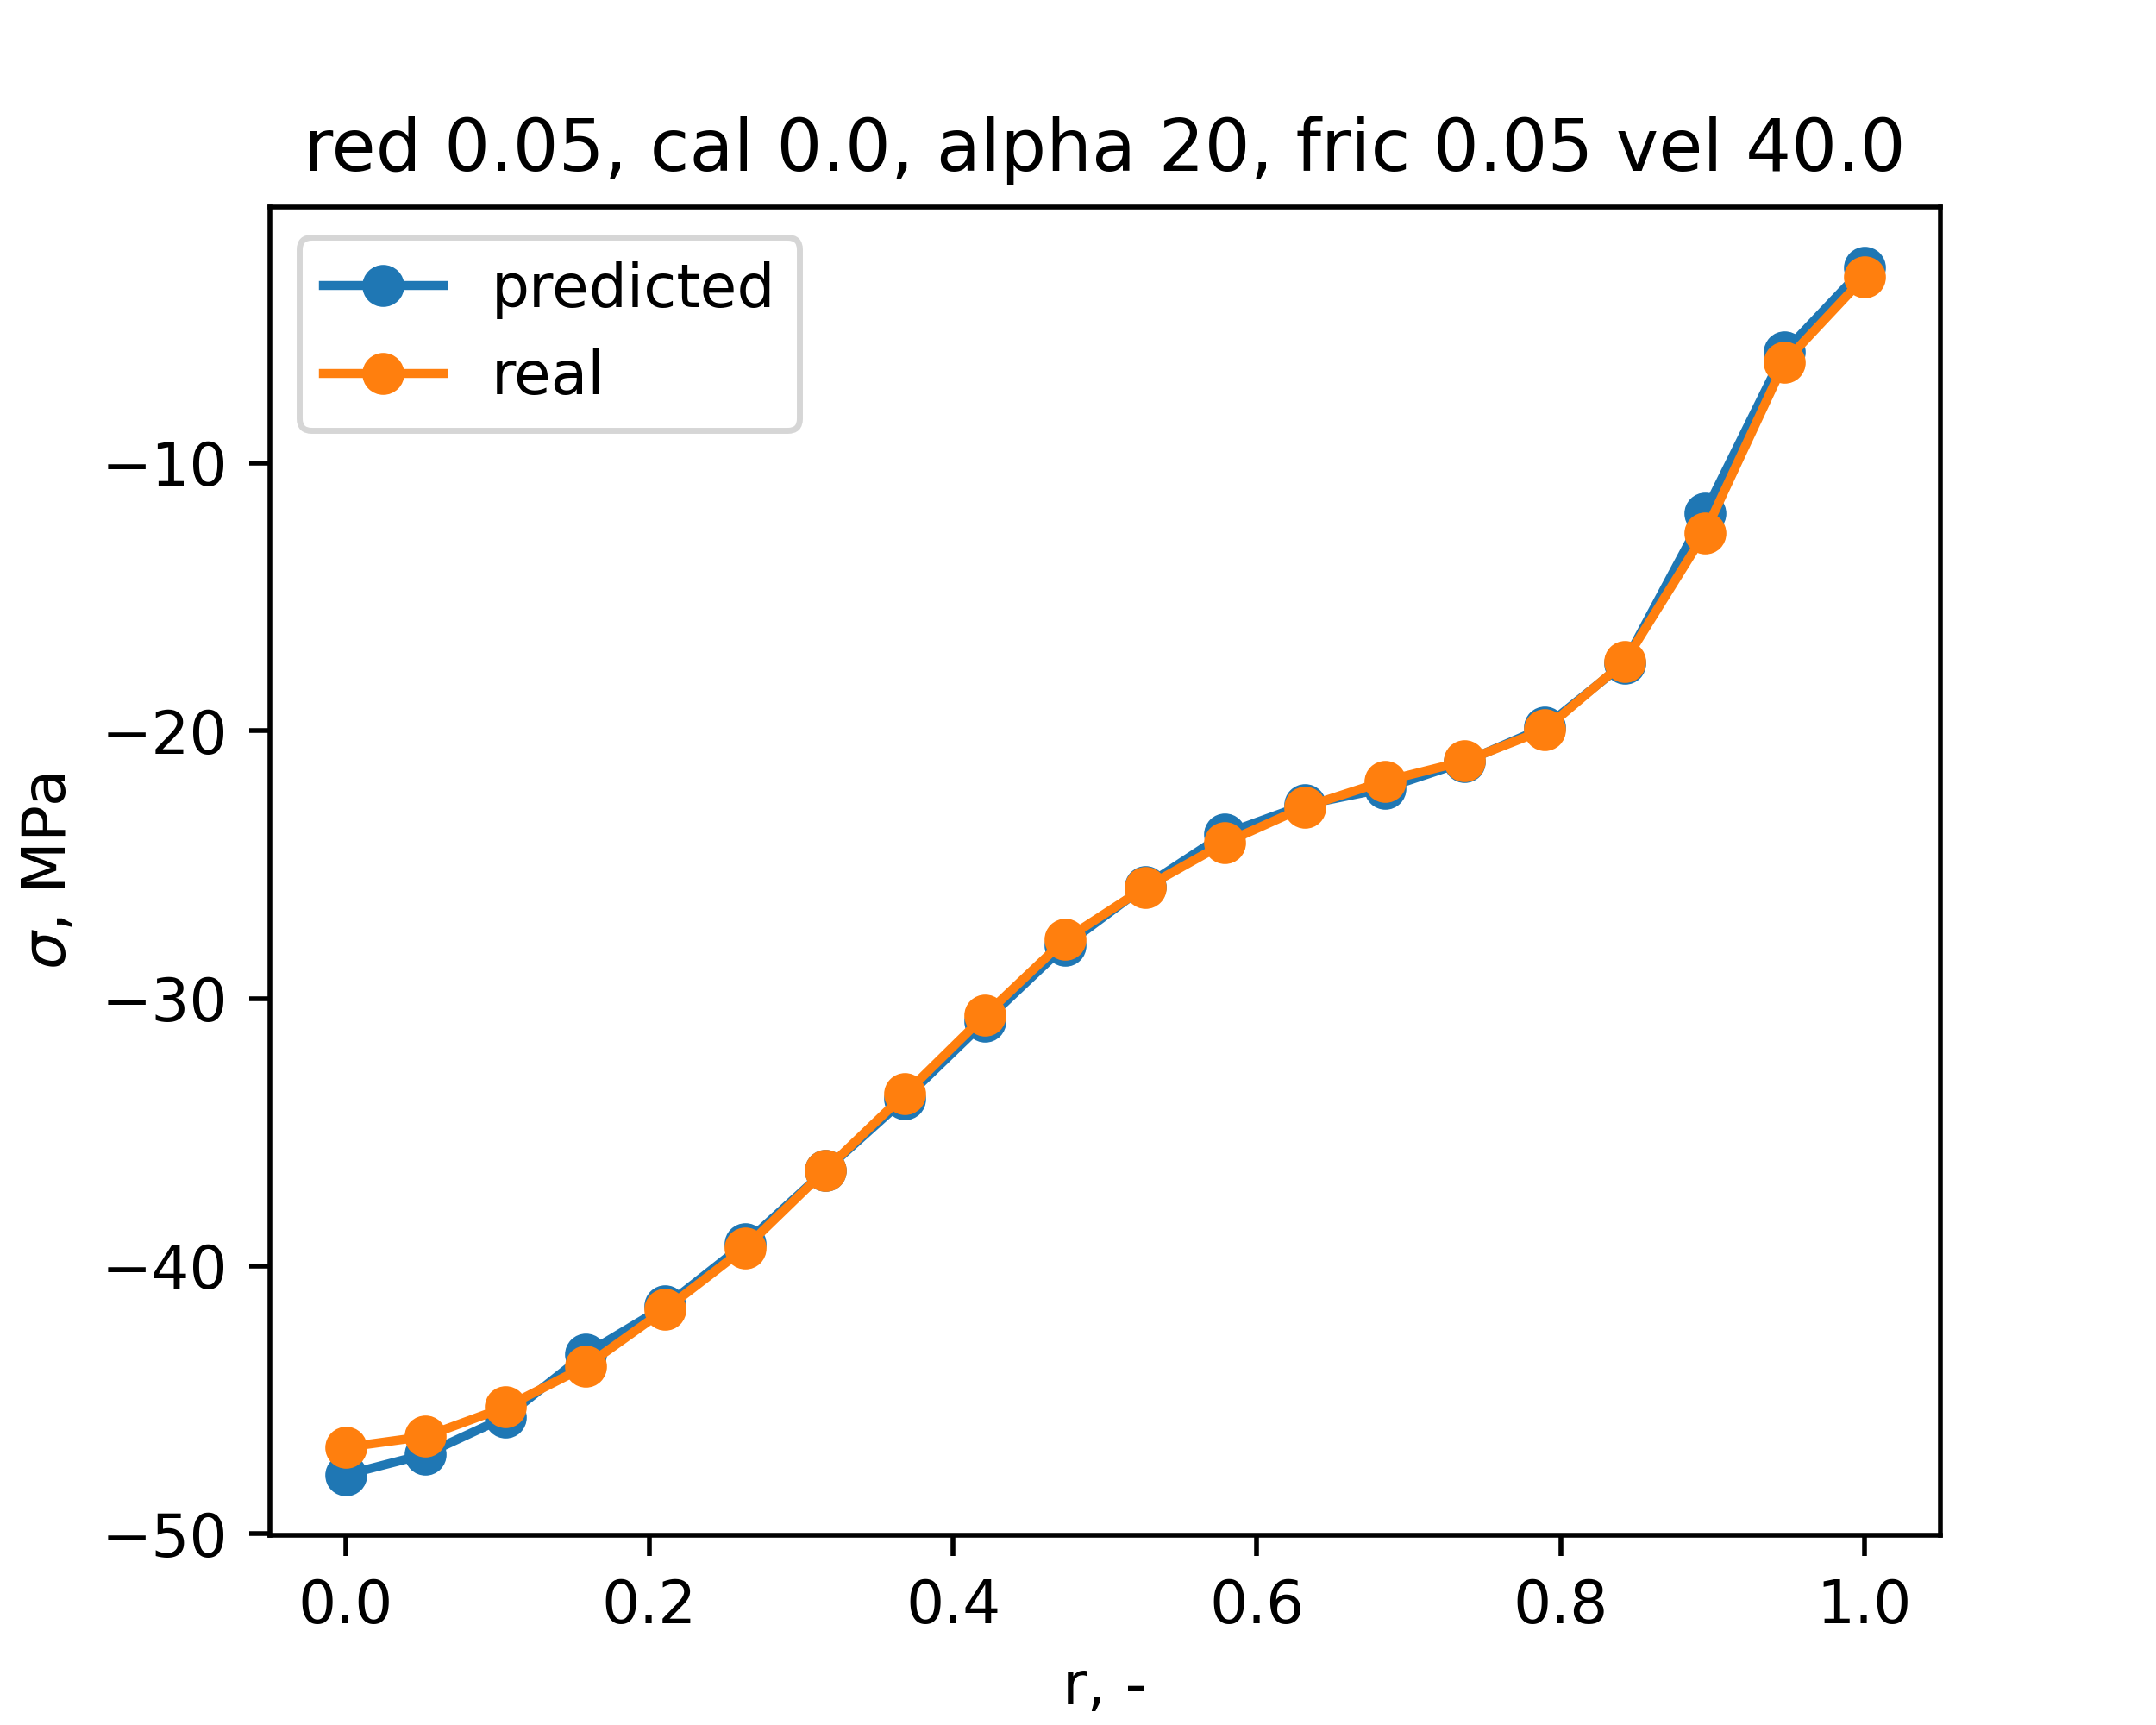 red 0.05, cal 0.0, alpha 20, fric 0.05 vel 40.0
predicted
real
−10
−20
−30
−40
−50
σ, MPa
0.0 0.2 0.4 0.6 0.8 1.0
r, -